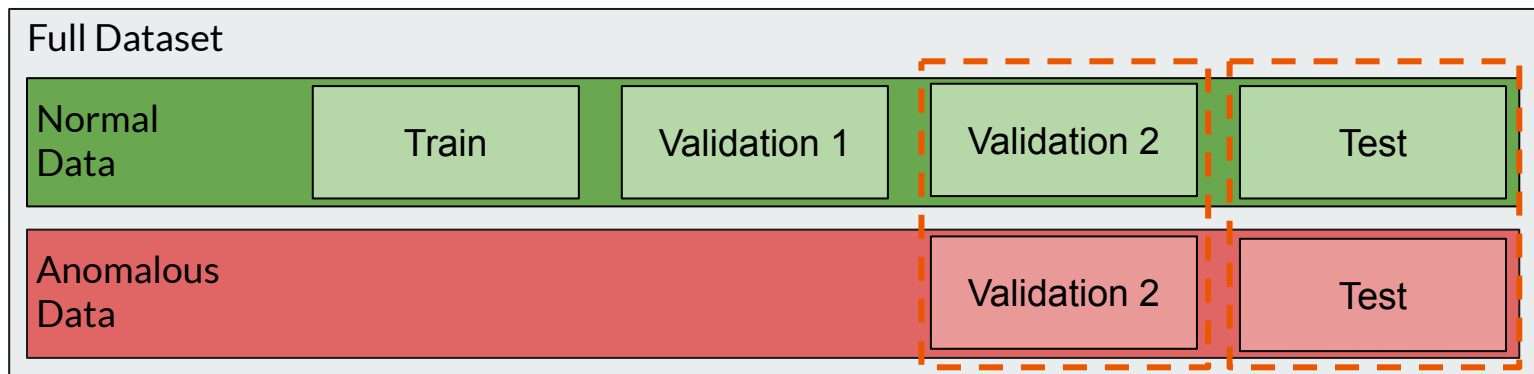 Full Dataset
Normal
Data
Train
Validation 1
Validation 2
Test
Anomalous
Data
Validation 2
Test